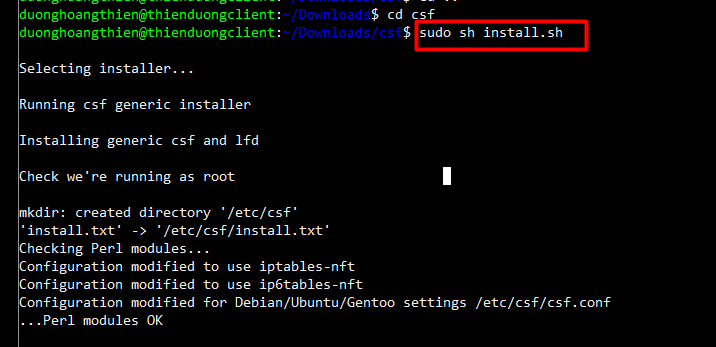 duonghoangthien@thienduongclient:~/Downloads$ cd csf
duonghoangthien@thienduongclient:~/Downloads/csf$ sudo sh install.sh
Selecting installer...
Running csf generic installer
Installing generic csf and lfd
Check we're running as root
mkdir: created directory '/etc/csf'
'install.txt' -> '/etc/csf/install.txt'
Checking Perl modules...
Configuration modified to use iptables-nft
Configuration modified to use ip6tables-nft
Configuration modified for Debian/Ubuntu/Gentoo settings /etc/csf/csf.conf
...Perl modules OK